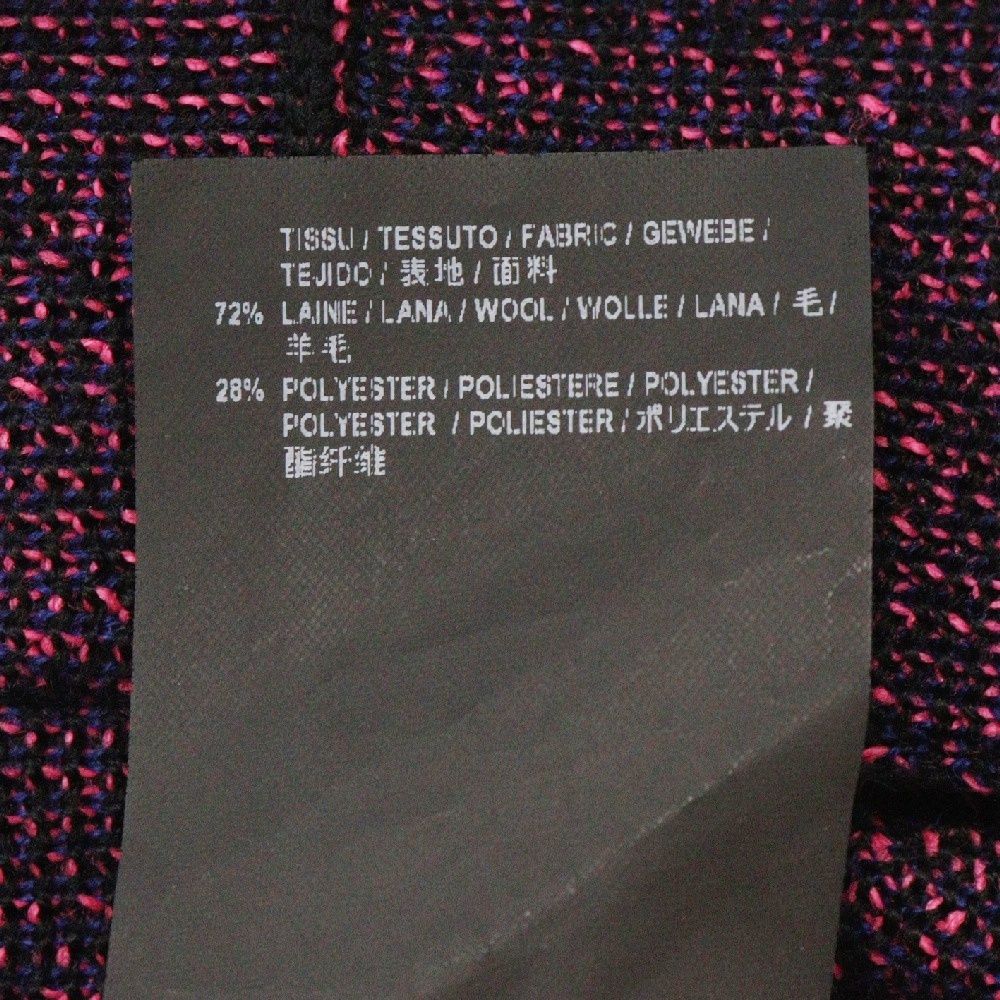 TISSU / TESSUTO / FABRIC / GEWEBE /
TEJIDO / 表地 / 面料
72% LAINE / LANA / WOOL / WOLLE / LANA / 毛 /
羊毛
28% POLYESTER / POLIESTERE / POLYESTER /
POLYESTER / POLIESTER / ポリエステル / 聚
酯纤维